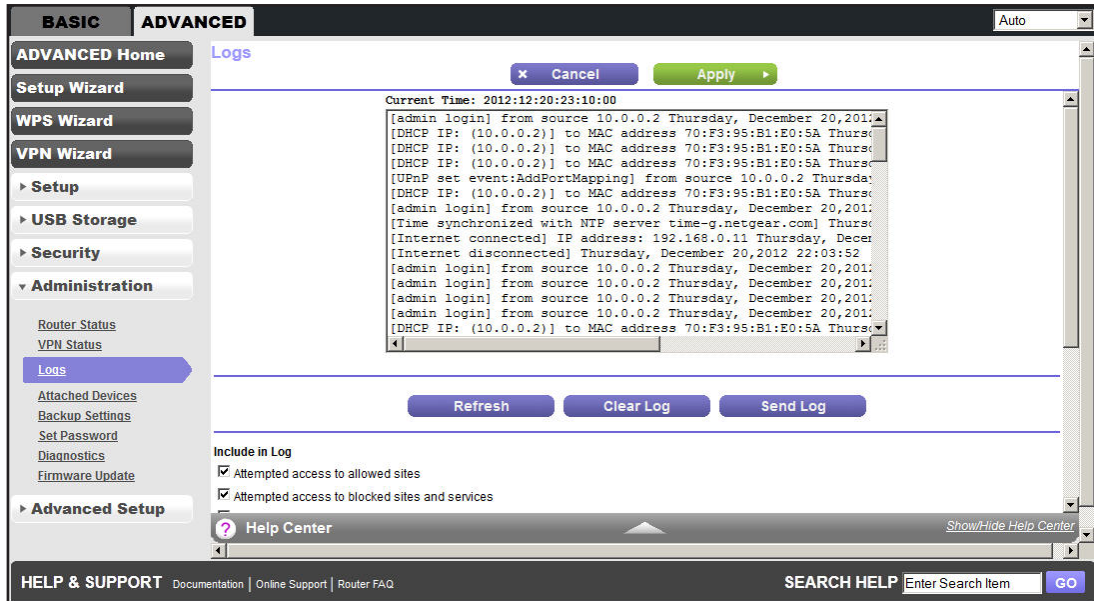 BASIC
ADVANCED
Auto
ADVANCED Home
Setup Wizard
WPS Wizard
VPN Wizard
Setup
USB Storage
Security
Administration
Router Status
VPN Status
Logs
Attached Devices
Backup Settings
Set Password
Diagnostics
Firmware Update
Advanced Setup
Logs
× Cancel
Apply
Current Time: 2012:12:20:23:10:00
[admin login] from source 10.0.0.2 Thursday, December 20,2012
[DHCP IP: (10.0.0.2)] to MAC address 70:F3:95:B1:E0:5A Thurs
[DHCP IP: (10.0.0.2)] to MAC address 70:F3:95:B1:E0:5A Thurs
[DHCP IP: (10.0.0.2)] to MAC address 70:F3:95:B1:E0:5A Thurs
[UPnP set event:AddPortMapping] from source 10.0.0.2 Thursday
[DHCP IP: (10.0.0.2)] to MAC address 70:F3:95:B1:E0:5A Thurs
[admin login] from source 10.0.0.2 Thursday, December 20,201
[Time synchronized with NTP server time-g.netgear.com] Thurs
[Internet connected] IP address: 192.168.0.11 Thursday, Decem
[Internet disconnected] Thursday, December 20,2012 22:03:52
[admin login] from source 10.0.0.2 Thursday, December 20,201
[admin login] from source 10.0.0.2 Thursday, December 20,201
[admin login] from source 10.0.0.2 Thursday, December 20,201
[admin login] from source 10.0.0.2 Thursday, December 20,201
[DHCP IP: (10.0.0.2)] to MAC address 70:F3:95:B1:E0:5A Thurs
Refresh
Clear Log
Send Log
Include in Log
Attempted access to allowed sites
Attempted access to blocked sites and services
? Help Center
Show/Hide Help Center
HELP & SUPPORT Documentation | Online Support | Router FAQ
SEARCH HELP Enter Search Item GO